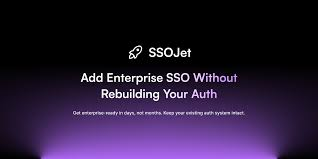 SSOJet
Add Enterprise SSO Without
Rebuilding Your Auth
Get enterprise-ready in days, not months. Keep your existing auth system intact.